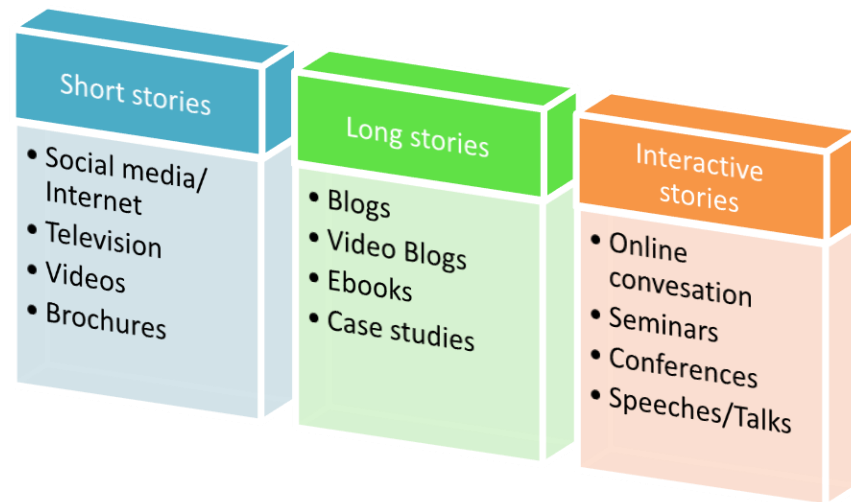 Short stories
• Social media/
Internet
• Television
• Videos
• Brochures
Long stories
• Blogs
• Video Blogs
• Ebooks
• Case studies
Interactive
stories
• Online
convesation
• Seminars
• Conferences
• Speeches/Talks